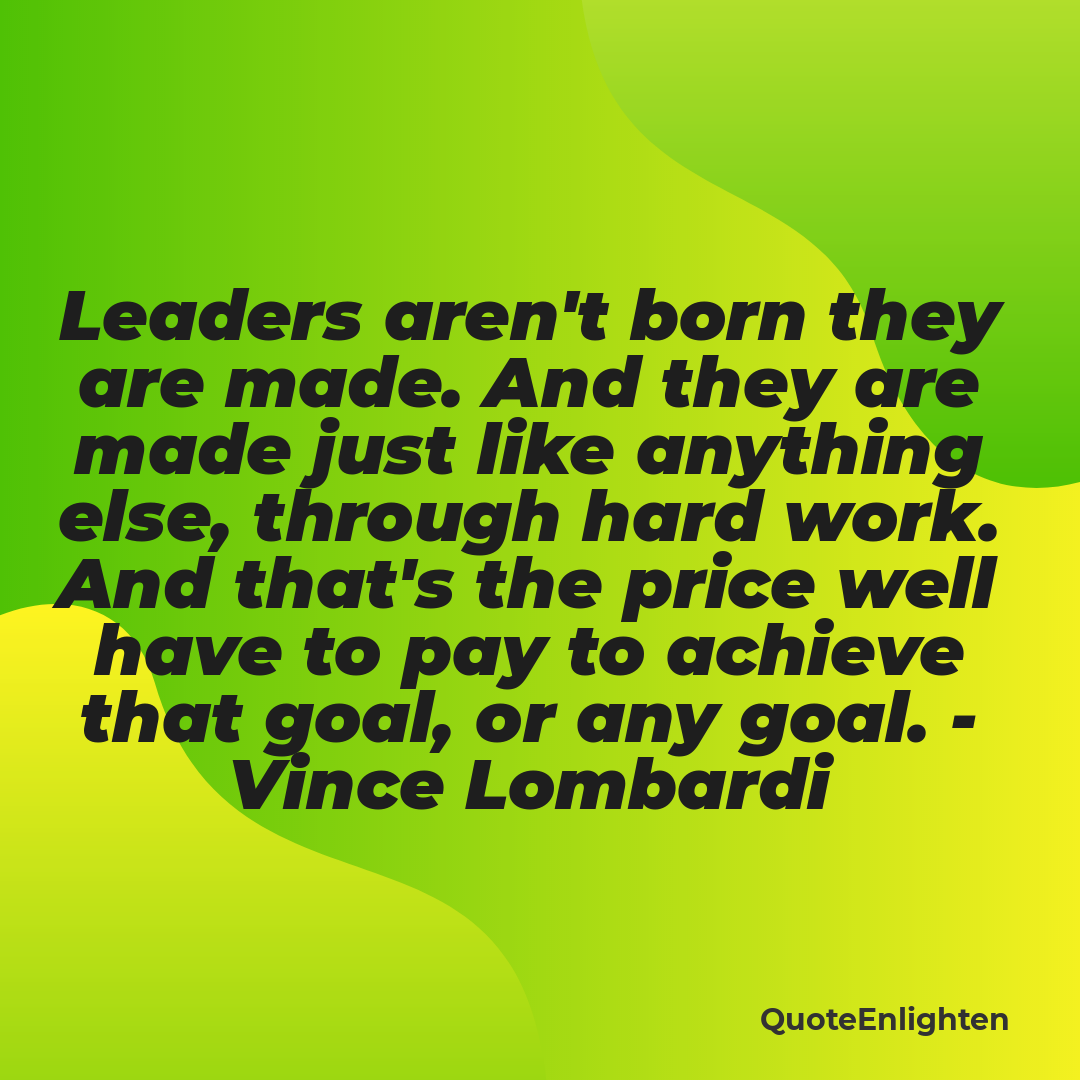 Leaders aren't born they
are made. And they are
made just like anything
else, through hard work.
And that's the price well
have to pay to achieve
that goal, or any goal. -
Vince Lombardi
QuoteEnlighten